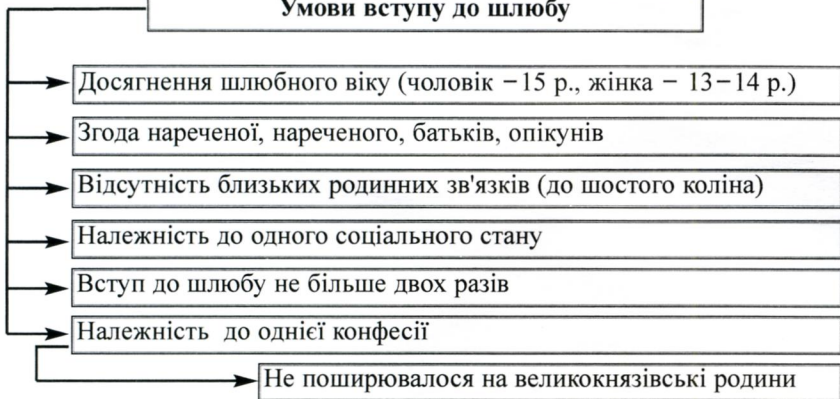 Умови вступу до шлюбу
Досягнення шлюбного віку (чоловік −15 р., жінка − 13−14 р.)
Згода нареченої, нареченого, батьків, опікунів
Відсутність близьких родинних зв'язків (до шостого коліна)
Належність до одного соціального стану
Вступ до шлюбу не більше двох разів
Належність до однієї конфесії
Не поширювалося на великокнязівські родини